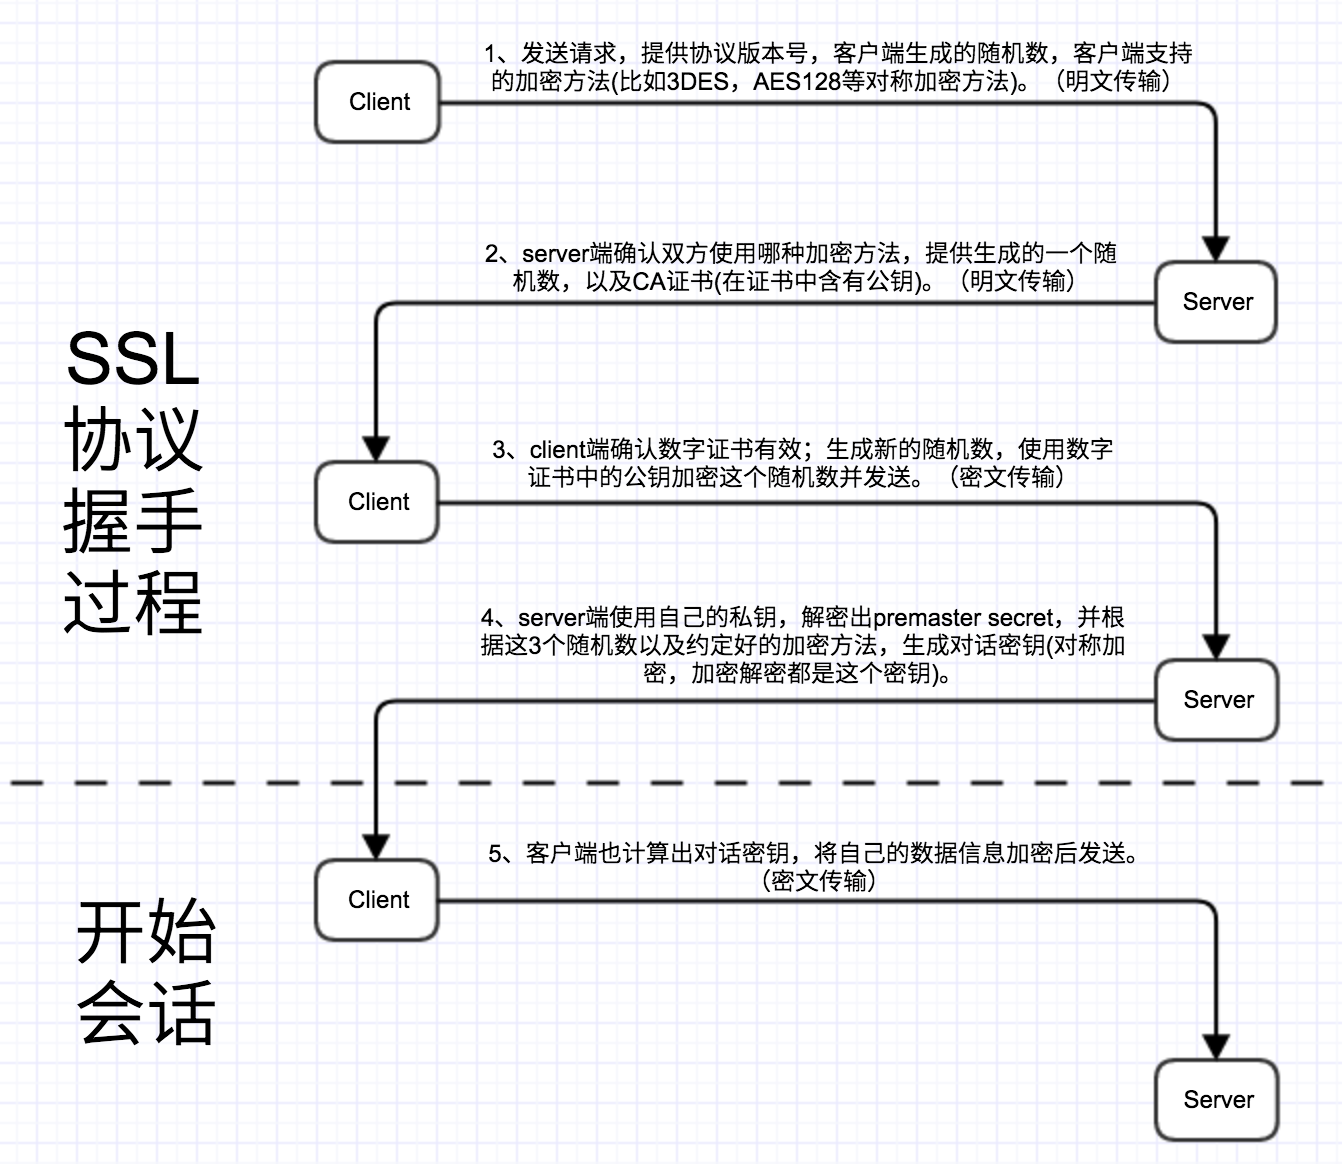 1、发送请求，提供协议版本号，客户端生成的随机数，客户端支持
的加密方法(比如3DES，AES128等对称加密方法)。（明文传输）
Client
2、server端确认双方使用哪种加密方法，提供生成的一个随
机数，以及CA证书(在证书中含有公钥)。（明文传输）
Server
SSL
协议
握手
过程
3、client端确认数字证书有效；生成新的随机数，使用数字
证书中的公钥加密这个随机数并发送。（密文传输）
Client
4、server端使用自己的私钥，解密出premaster secret，并根
据这3个随机数以及约定好的加密方法，生成对话密钥(对称加
密，加密解密都是这个密钥)。
Server
5、客户端也计算出对话密钥，将自己的数据信息加密后发送。
（密文传输）
Client
开始
会话
Server